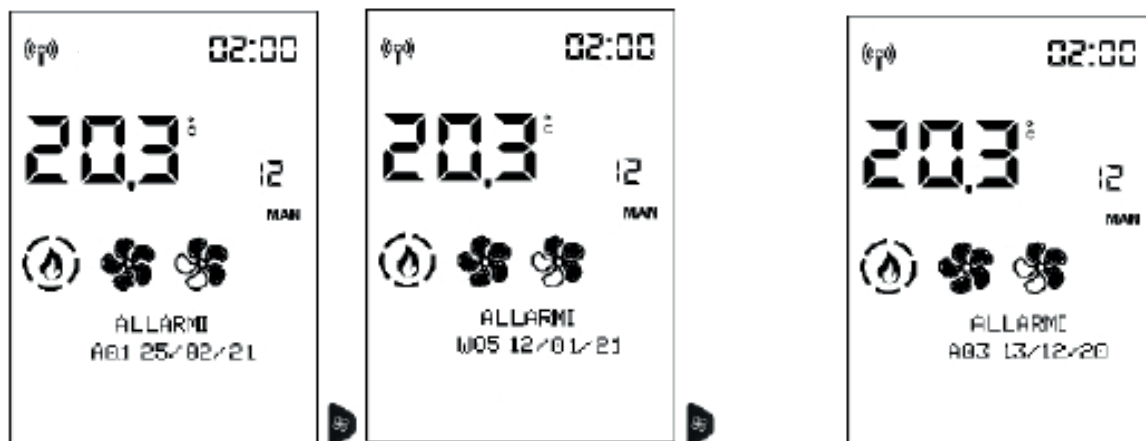 02:00
20.3 °C
12
MAN
ALLARMI
A01 25/02/21
02:00
20.3 °C
12
MAN
ALLARMI
W05 12/01/21
02:00
20.3 °C
12
MAN
ALLARMI
A03 13/12/20